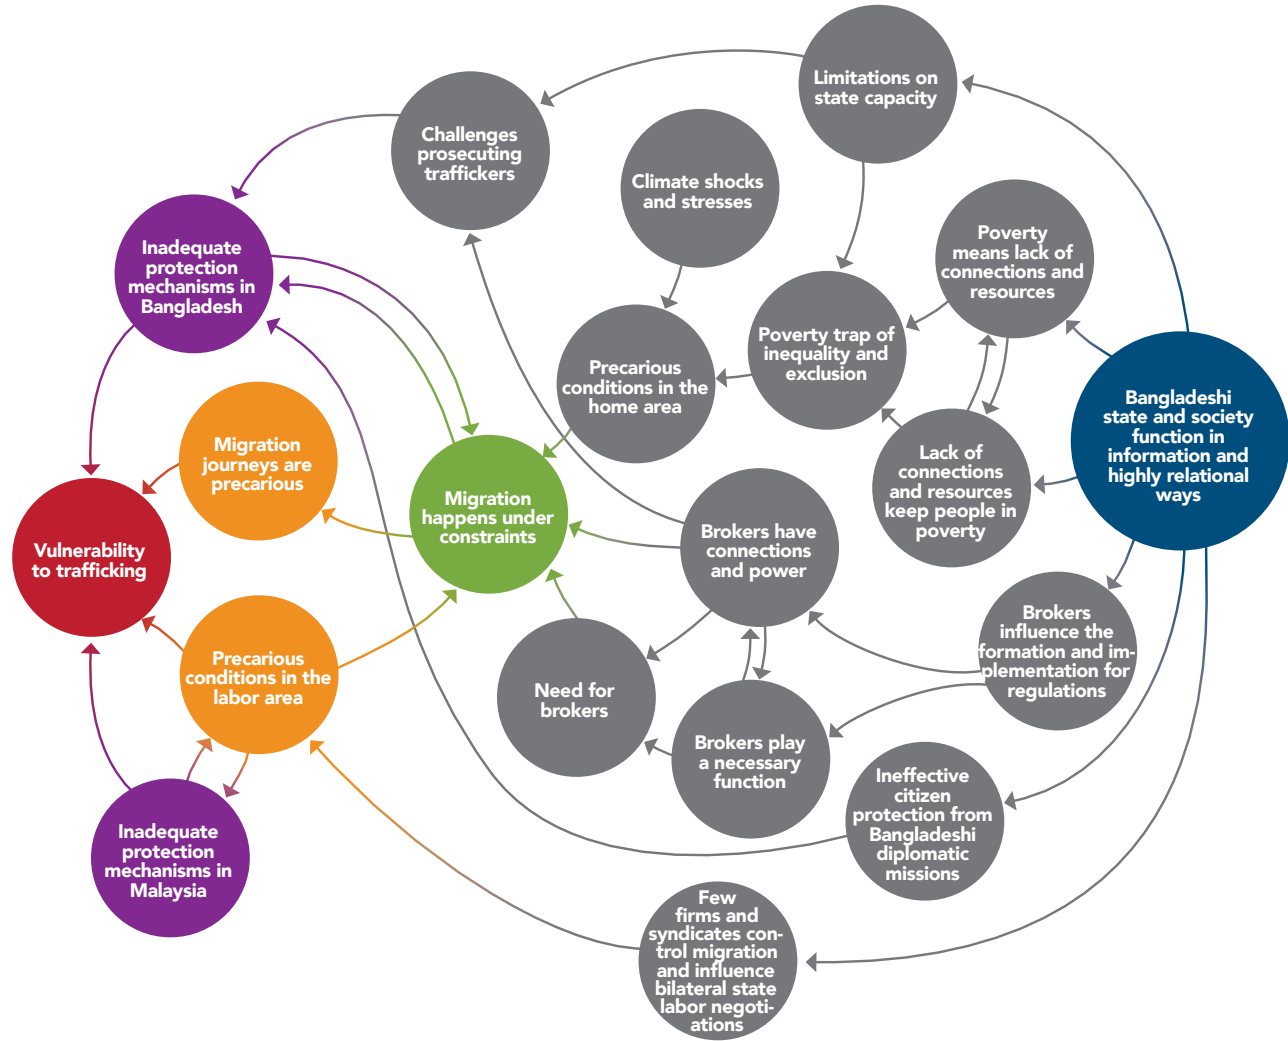 Limitations on
state capacity
Challenges
prosecuting
traffickers
Climate shocks
and stresses
Poverty
means lack of
connections and
resources
Inadequate
protection
mechanisms in
Bangladesh
Poverty trap of
inequality and
exclusion
Precarious
conditions in the
home area
Bangladeshi
state and society
function in
information and
highly relational
ways
Migration
journeys are
precarious
Lack of
connections
and resources
keep people in
poverty
Migration
happens under
constraints
Vulnerability
to trafficking
Brokers have
connections
and power
Brokers
influence the
formation and im-
plementation for
regulations
Precarious
conditions in the
labor area
Need for
brokers
Brokers play
a necessary
function
Ineffective
citizen
protection from
Bangladeshi
diplomatic
missions
Inadequate
protection
mechanisms in
Malaysia
Few
firms and
syndicates con-
trol migration
and influence
bilateral state
labor negoti-
ations